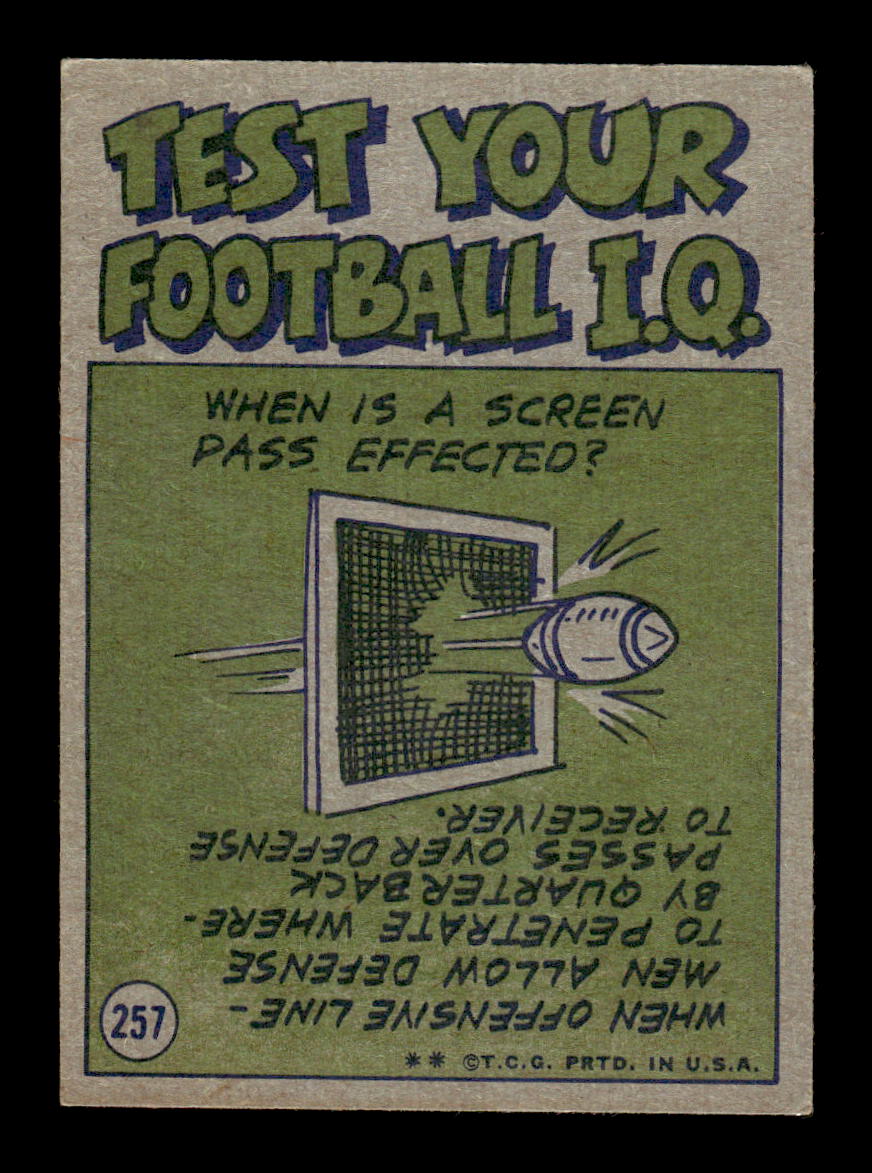 TEST YOUR
FOOTBALL I.Q.
WHEN IS A SCREEN
PASS EFFECTED?
WHEN OFFENSIVE LINE-
MEN ALLOW DEFENSE
TO PENETRATE WHERE-
BY QUARTERBACK
PASSES OVER DEFENSE
TO RECEIVER.
257
** ©T.C.G. PRTD. IN U.S.A.